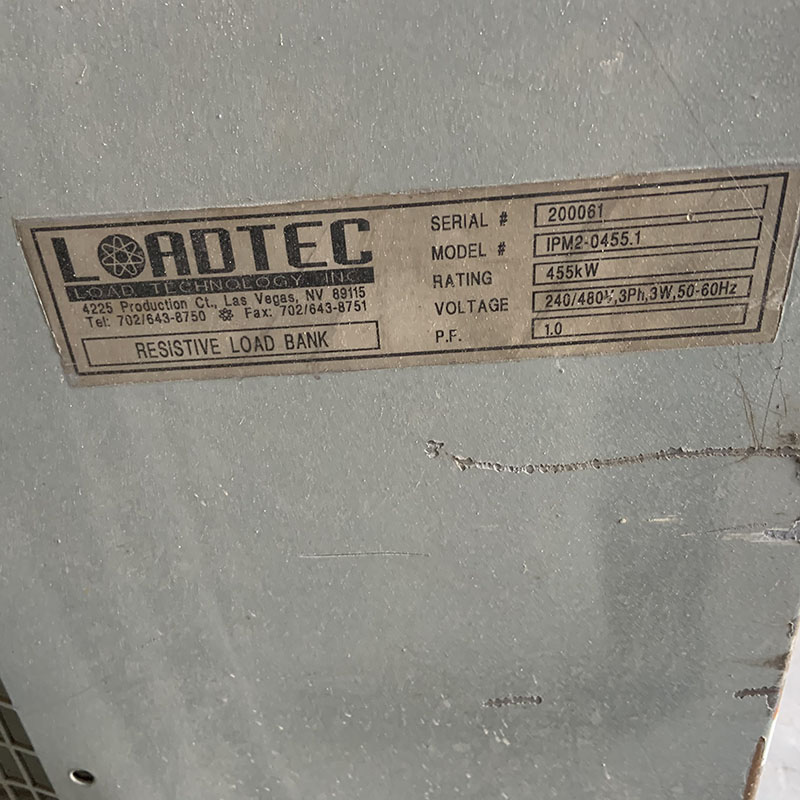 LOADTEC
LOAD TECHNOLOGY, INC.
4225 Production Ct., Las Vegas, NV 89115
Tel: 702/643-8750 Fax: 702/643-8751
RESISTIVE LOAD BANK
SERIAL # 200061
MODEL # IPM2-0455.1
RATING 455kW
VOLTAGE 240/480V,3Ph,3W,50-60Hz
P.F. 1.0